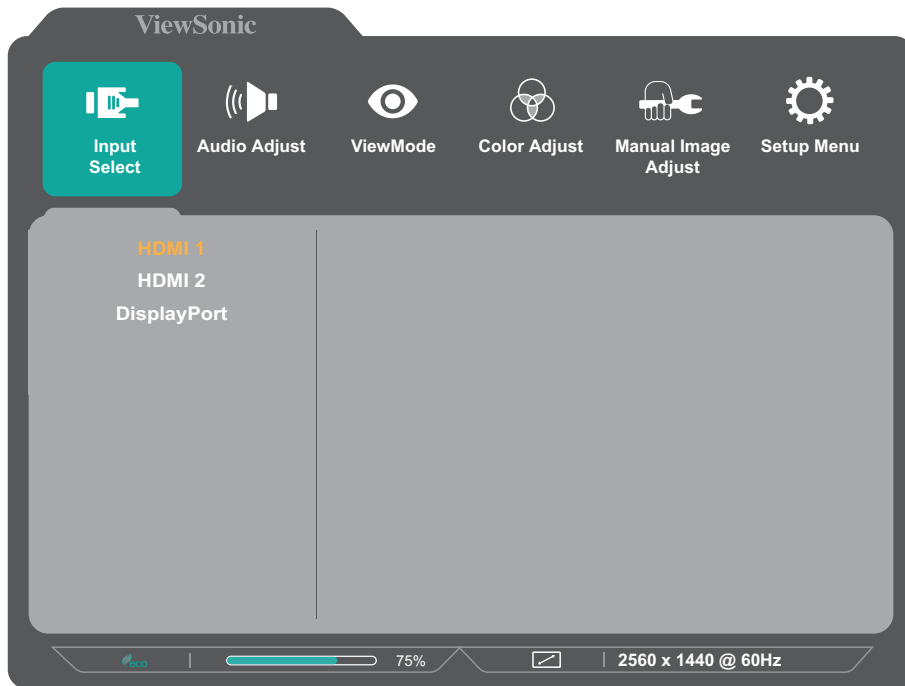 ViewSonic
Input
Select
Audio Adjust
ViewMode
Color Adjust
Manual Image
Adjust
Setup Menu
HDMI 1
HDMI 2
DisplayPort
eco
75%
2560 x 1440 @ 60Hz